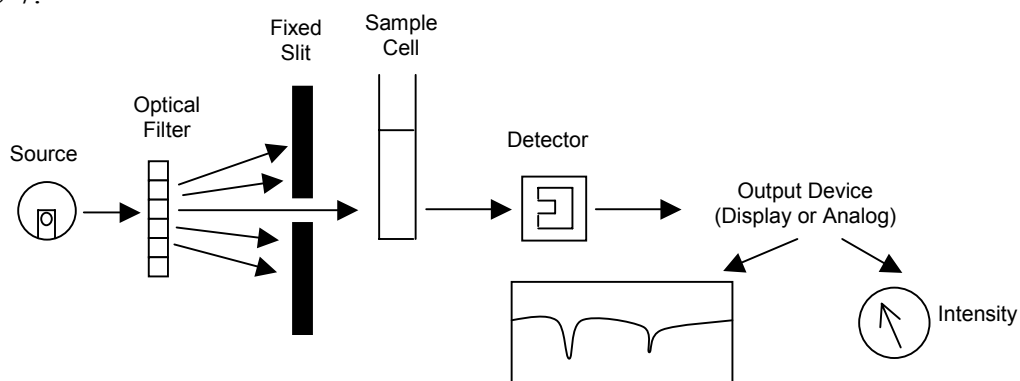 Fixed
Slit
Sample
Cell
Optical
Filter
Source
Detector
Output Device
(Display or Analog)
Intensity